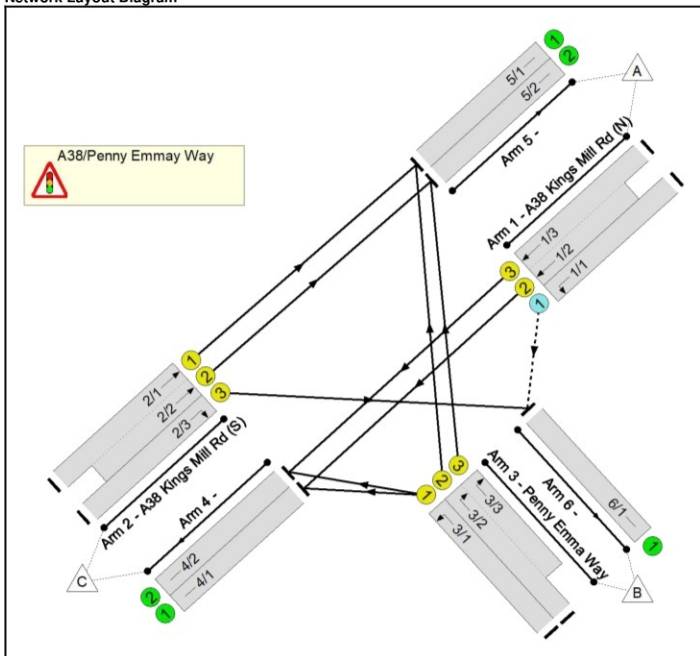 Network Layout Diagram
A38/Penny Emmay Way
1
2
A
5/1
5/2
Arm 5 -
Arm 1 - A38 Kings Mill Rd (N)
1/3
1/2
1/1
3
2
1
1
2
3
2/1
2/2
2/3
Arm 2 - A38 Kings Mill Rd (S)
Arm 4 -
4/2
4/1
C
2
1
1
2
3
3/3
3/2
3/1
Arm 3 - Penny Emma Way
Arm 6 -
6/1
1
B